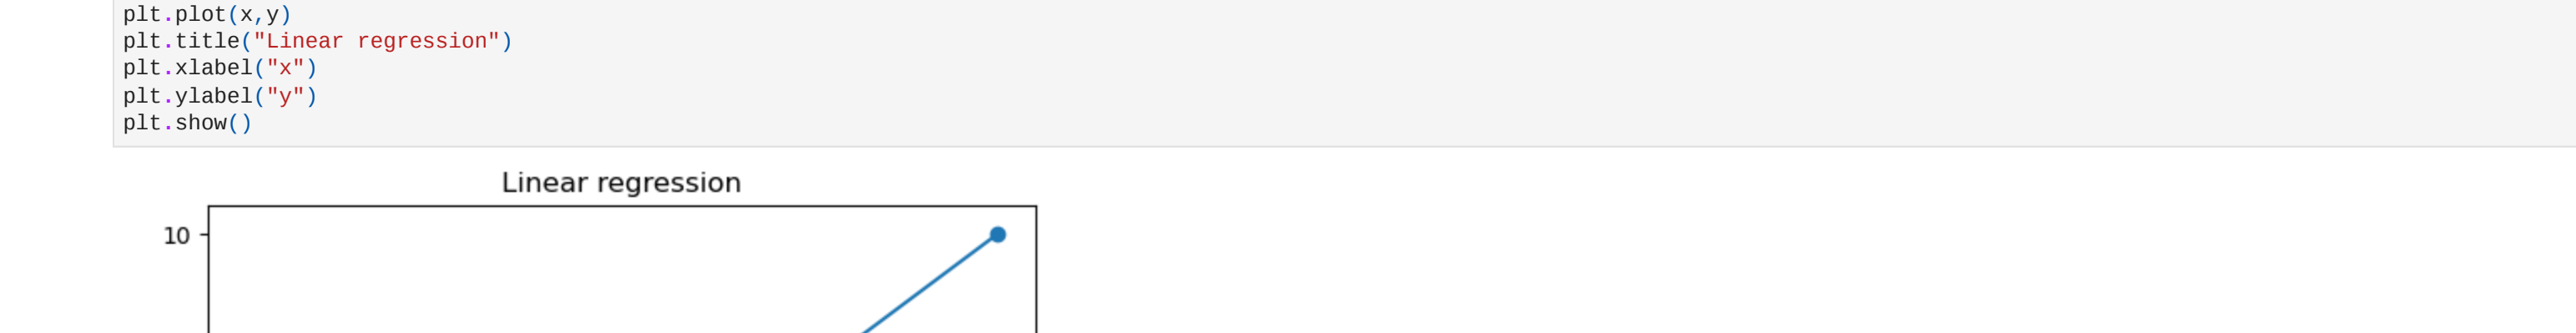 plt.plot(x,y)
plt.title("Linear regression")
plt.xlabel("x")
plt.ylabel("y")
plt.show()
Linear regression
10